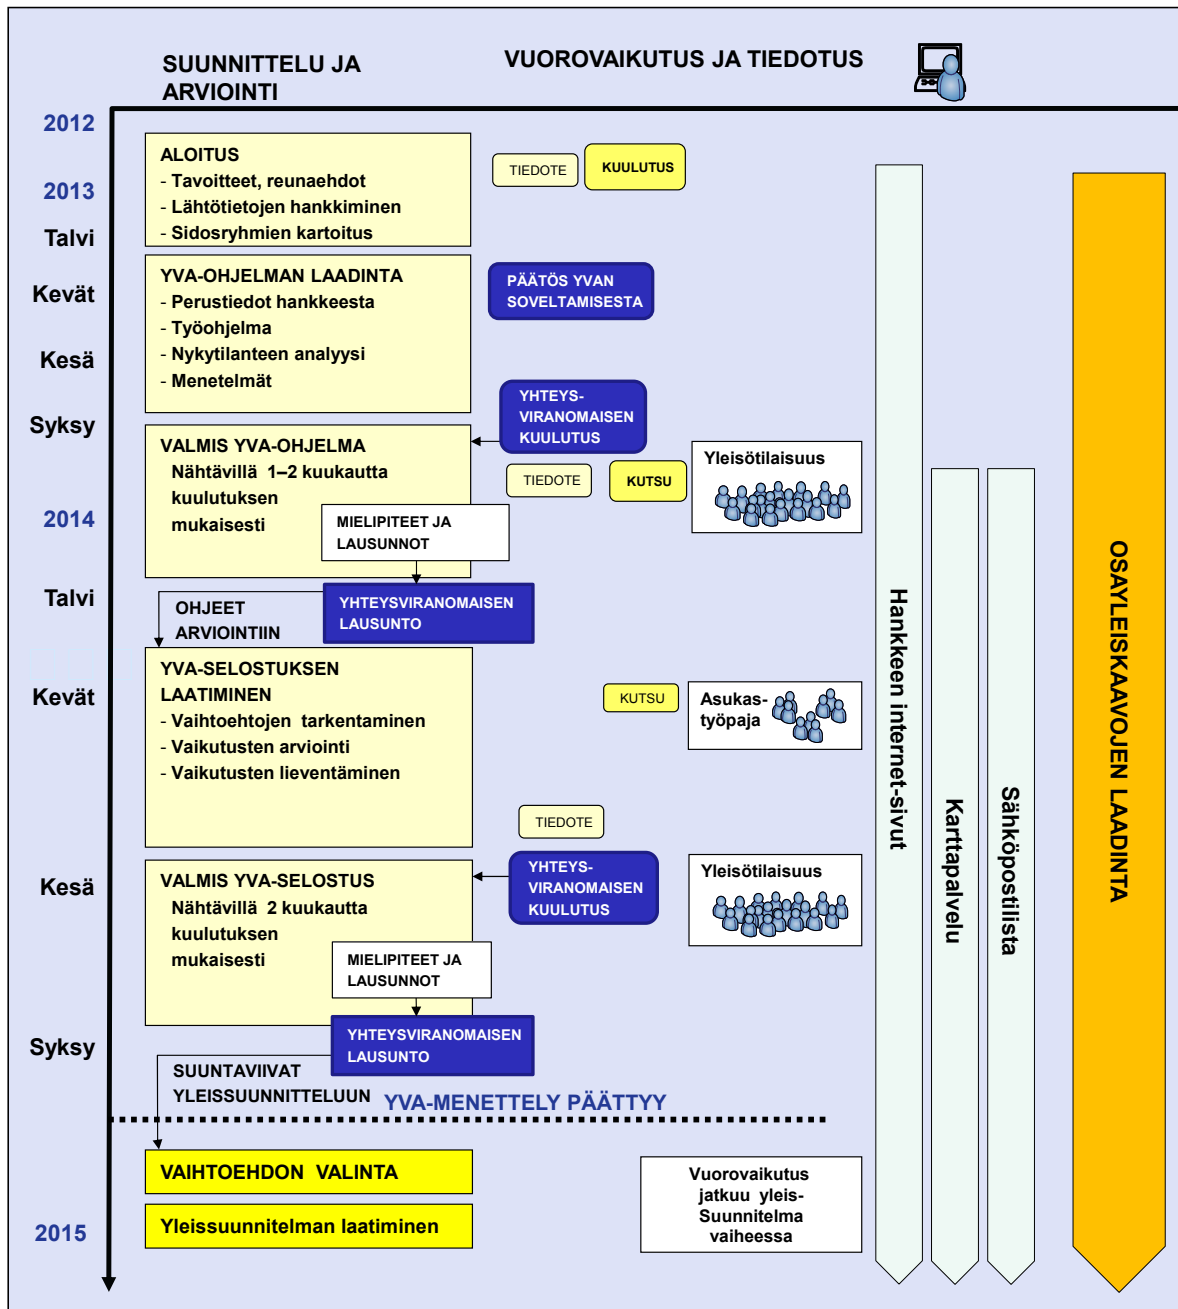 SUUNNITTELU JA
ARVIOINTI
VUOROVAIKUTUS JA TIEDOTUS
2012
2013
Talvi
Kevät
Kesä
Syksy
2014
Talvi
Kevät
Kesä
Syksy
2015
ALOITUS
- Tavoitteet, reunaehdot
- Lähtötietojen hankkiminen
- Sidosryhmien kartoitus
TIEDOTE
KUULUTUS
YVA-OHJELMAN LAADINTA
- Perustiedot hankkeesta
- Työohjelma
- Nykytilanteen analyysi
- Menetelmät
PÄÄTÖS YVAN
SOVELTAMISESTA
YHTEYS-
VIRANOMAISEN
KUULUTUS
VALMIS YVA-OHJELMA
Nähtävillä 1–2 kuukautta
kuulutuksen
mukaisesti
TIEDOTE
KUTSU
Yleisötilaisuus
MIELIPITEET JA
LAUSUNNOT
YHTEYSVIRANOMAISEN
LAUSUNTO
OHJEET
ARVIOINTIIN
YVA-SELOSTUKSEN
LAATIMINEN
- Vaihtoehtojen tarkentaminen
- Vaikutusten arviointi
- Vaikutusten lieventäminen
KUTSU
Asukas-
työpaja
TIEDOTE
YHTEYS-
VIRANOMAISEN
KUULUTUS
VALMIS YVA-SELOSTUS
Nähtävillä 2 kuukautta
kuulutuksen
mukaisesti
Yleisötilaisuus
MIELIPITEET JA
LAUSUNNOT
YHTEYSVIRANOMAISEN
LAUSUNTO
SUUNTAVIIVAT
YLEISSUUNNITTELUUN
YVA-MENETTELY PÄÄTTYY
VAIHTOEHDON VALINTA
Yleissuunnitelman laatiminen
Vuorovaikutus
jatkuu yleis-
Suunnitelma
vaiheessa
Hankkeen internet-sivut
Karttapalvelu
Sähköpostilista
OSAYLEISKAAVOJEN LAADINTA